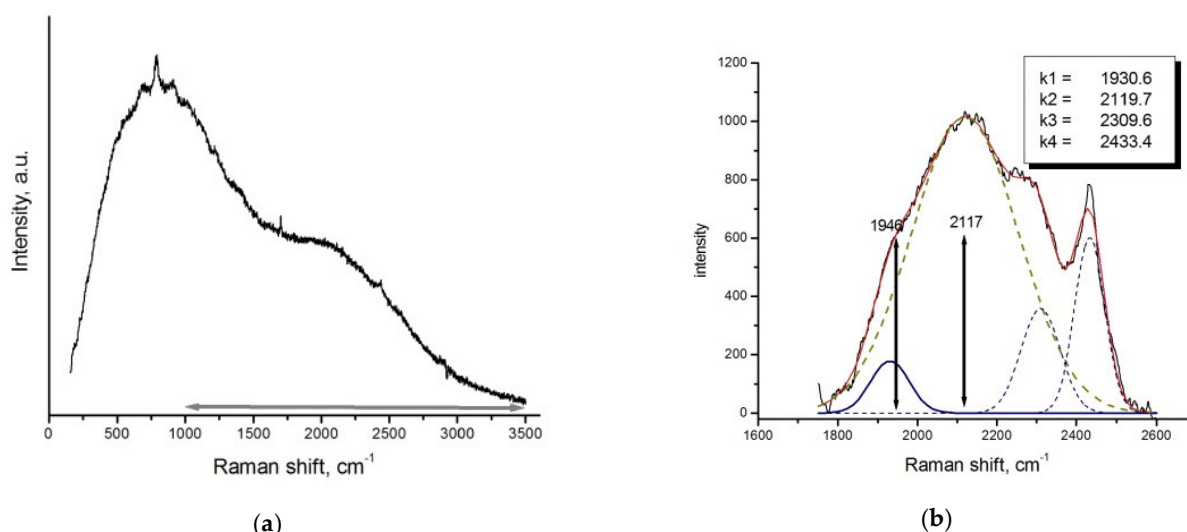 Intensity, a.u.
0 500 1000 1500 2000 2500 3000 3500
Raman shift, cm-1
(a)
1200
1000
800
600
400
200
0
intensity
k1 = 1930.6
k2 = 2119.7
k3 = 2309.6
k4 = 2433.4
1946 2117
1600 1800 2000 2200 2400 2600
Raman shift, cm-1
(b)